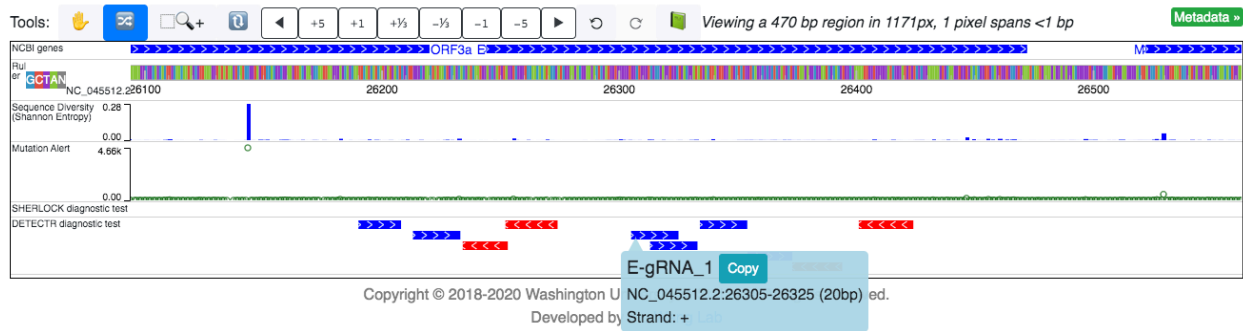 Tools: +5 +1 +⅓ -⅓ -1 -5 Viewing a 470 bp region in 1171px, 1 pixel spans <1 bp Metadata »
NCBI genes ORF3a E M
Ruler GCTAN
NC_045512.2 26100 26200 26300 26400 26500
Sequence Diversity (Shannon Entropy) 0.28
0.00
Mutation Alert 4.66k
0.00
SHERLOCK diagnostic test
DETECTR diagnostic test
E-gRNA_1 Copy
NC_045512.2:26305-26325 (20bp)
Strand: +
Copyright © 2018-2020 Washington U ed.
Developed by Lab